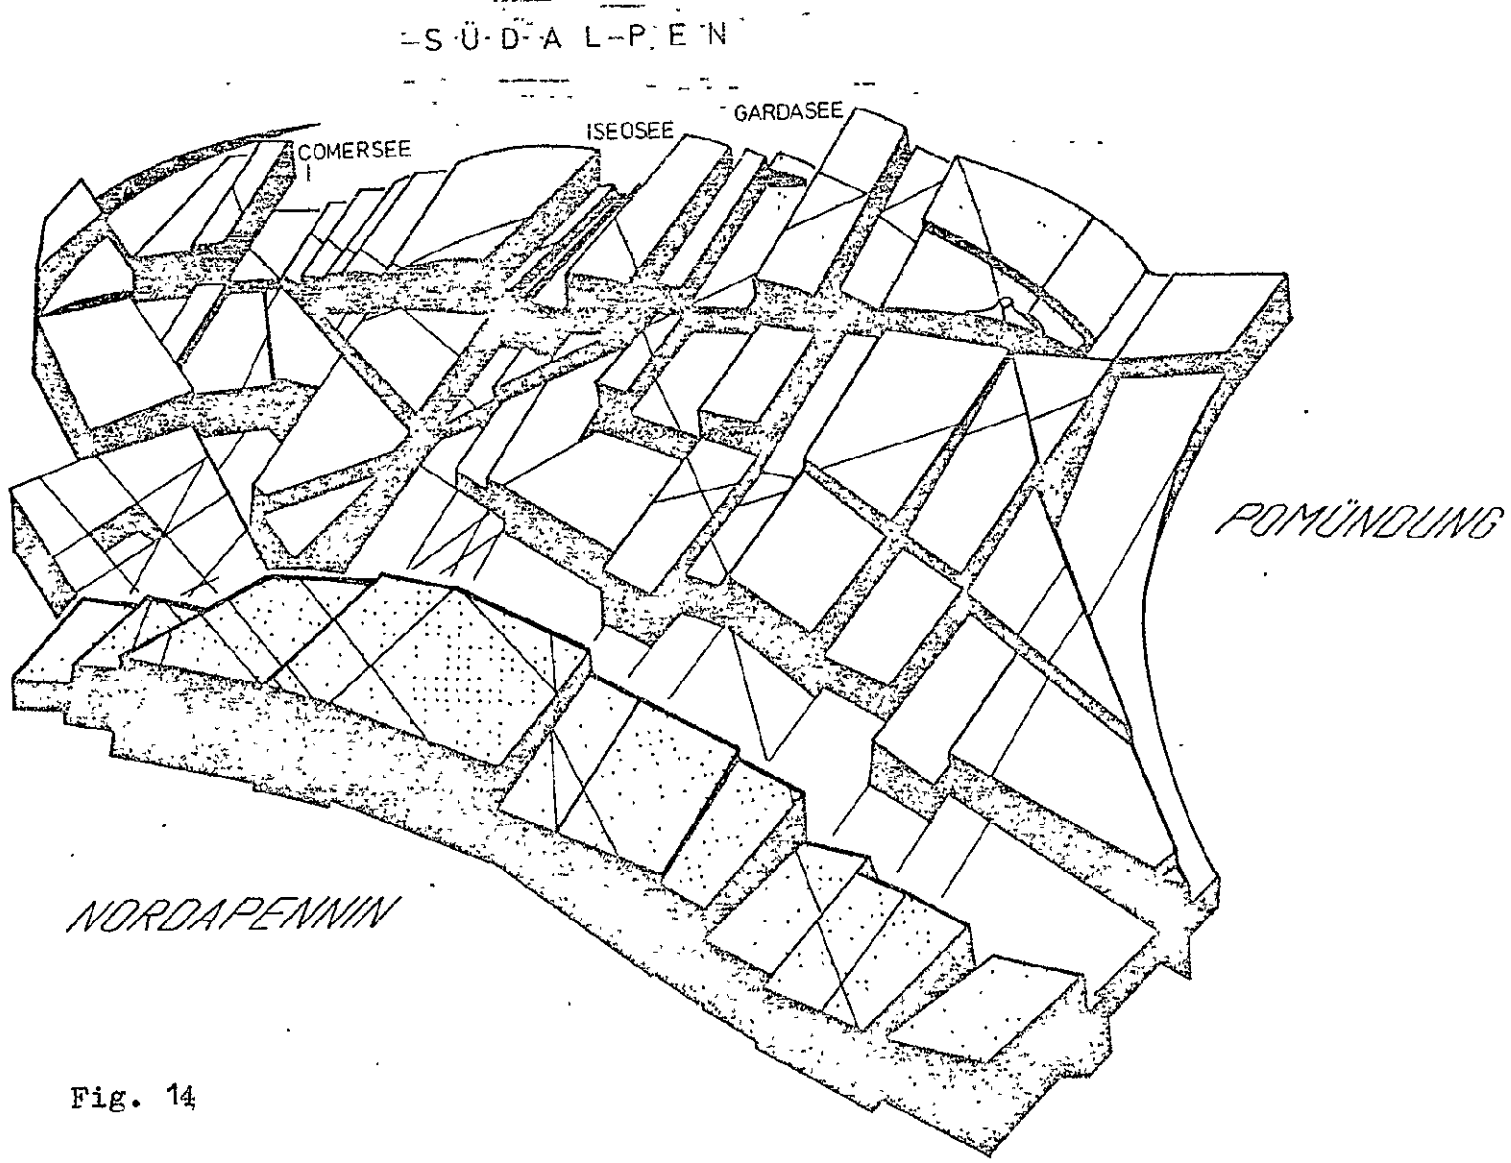 SÜDALPEN
GARDASEE
ISEOSEE
COMERSEE
POMÜNDUNG
NORDAPENNIN
Fig. 14